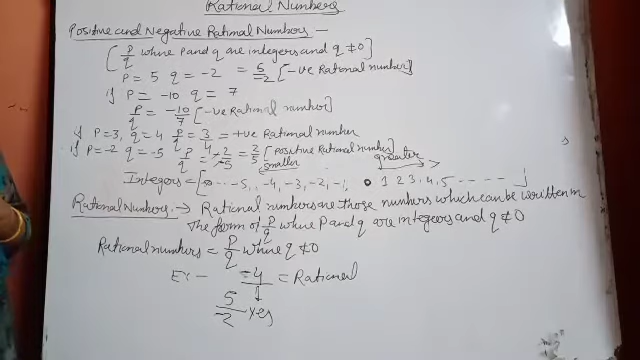 Rational Numbers
Positive and Negative Rational Numbers -
[P/q where P and q are integers and q ≠ 0]
P = 5 q = -2 = 5/-2 [-ve Rational number]
if P = -10 q = 7
P/q = -10/7 [-ve Rational number]
if P=3, q=4 P/q = 3/4 = +ve Rational number
if P=-2 q=-5 P/q = -2/-5 = 2/5 [Positive Rational Number]
smaller greater
Integers = [∞ ... -5, -4, -3, -2, -1, 0 1 2 3, 4, 5 ..... ]
Rational Numbers → Rational numbers are those numbers which can be written in
the form of P/q where P and q are integers and q ≠ 0
Rational numbers = P/q where q ≠ 0
Ex - -4/1 = Rational
5/2 yes